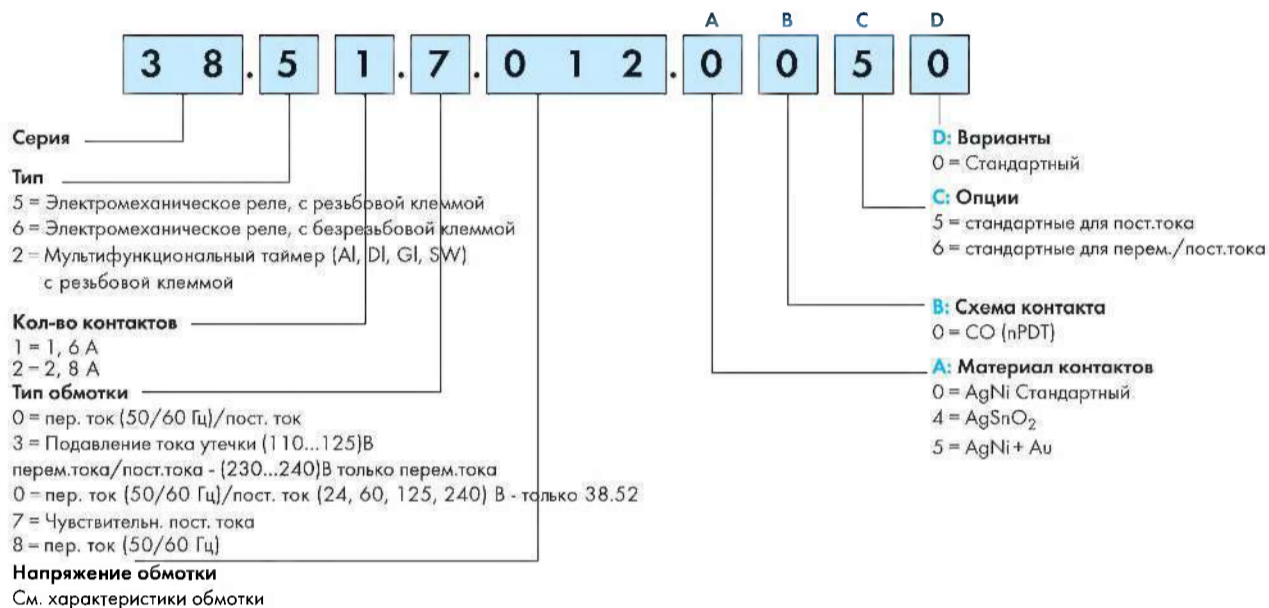 A B C D
3 8 . 5 1 . 7 . 0 1 2 . 0 0 5 0
Серия
Тип
5 = Электромеханическое реле, с резьбовой клеммой
6 = Электромеханическое реле, с безрезьбовой клеммой
2 = Мультифункциональный таймер (AI, DI, GI, SW)
с резьбовой клеммой
Кол-во контактов
1 = 1, 6 А
2 = 2, 8 А
Тип обмотки
0 = пер. ток (50/60 Гц)/пост. ток
3 = Подавление тока утечки (110...125)В
перем.тока/пост.тока - (230...240)В только перем.тока
0 = пер. ток (50/60 Гц)/пост. ток (24, 60, 125, 240) В - только 38.52
7 = Чувствительн. пост. тока
8 = пер. ток (50/60 Гц)
Напряжение обмотки
См. характеристики обмотки
D: Варианты
0 = Стандартный
C: Опции
5 = стандартные для пост.тока
6 = стандартные для перем./пост.тока
B: Схема контакта
0 = CO (nPDT)
A: Материал контактов
0 = AgNi Стандартный
4 = AgSnO₂
5 = AgNi + Au